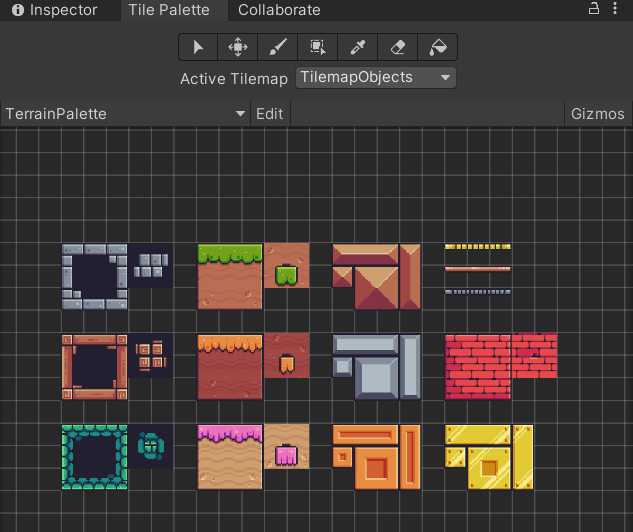 Inspector Tile Palette Collaborate
Active Tilemap TilemapObjects
TerrainPalette Edit Gizmos